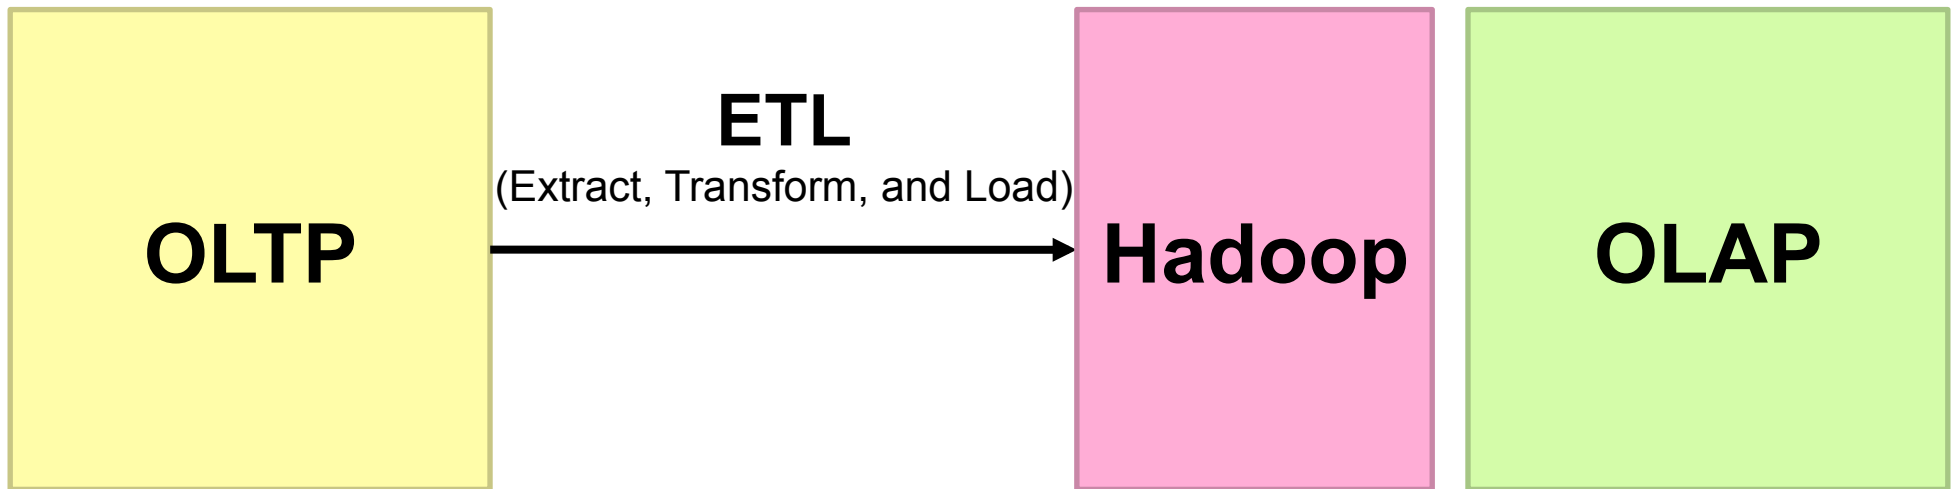 OLTP
ETL
(Extract, Transform, and Load)
Hadoop
OLAP